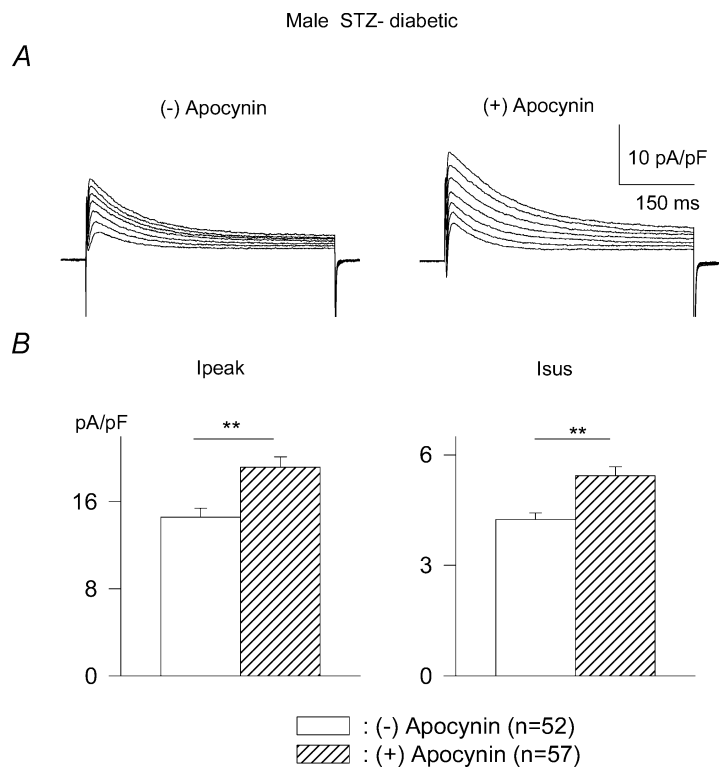 Male STZ- diabetic
A
(-) Apocynin
(+) Apocynin
10 pA/pF
150 ms
B
Ipeak
Isus
pA/pF
**
**
16
8
0
6
3
0
: (-) Apocynin (n=52)
: (+) Apocynin (n=57)